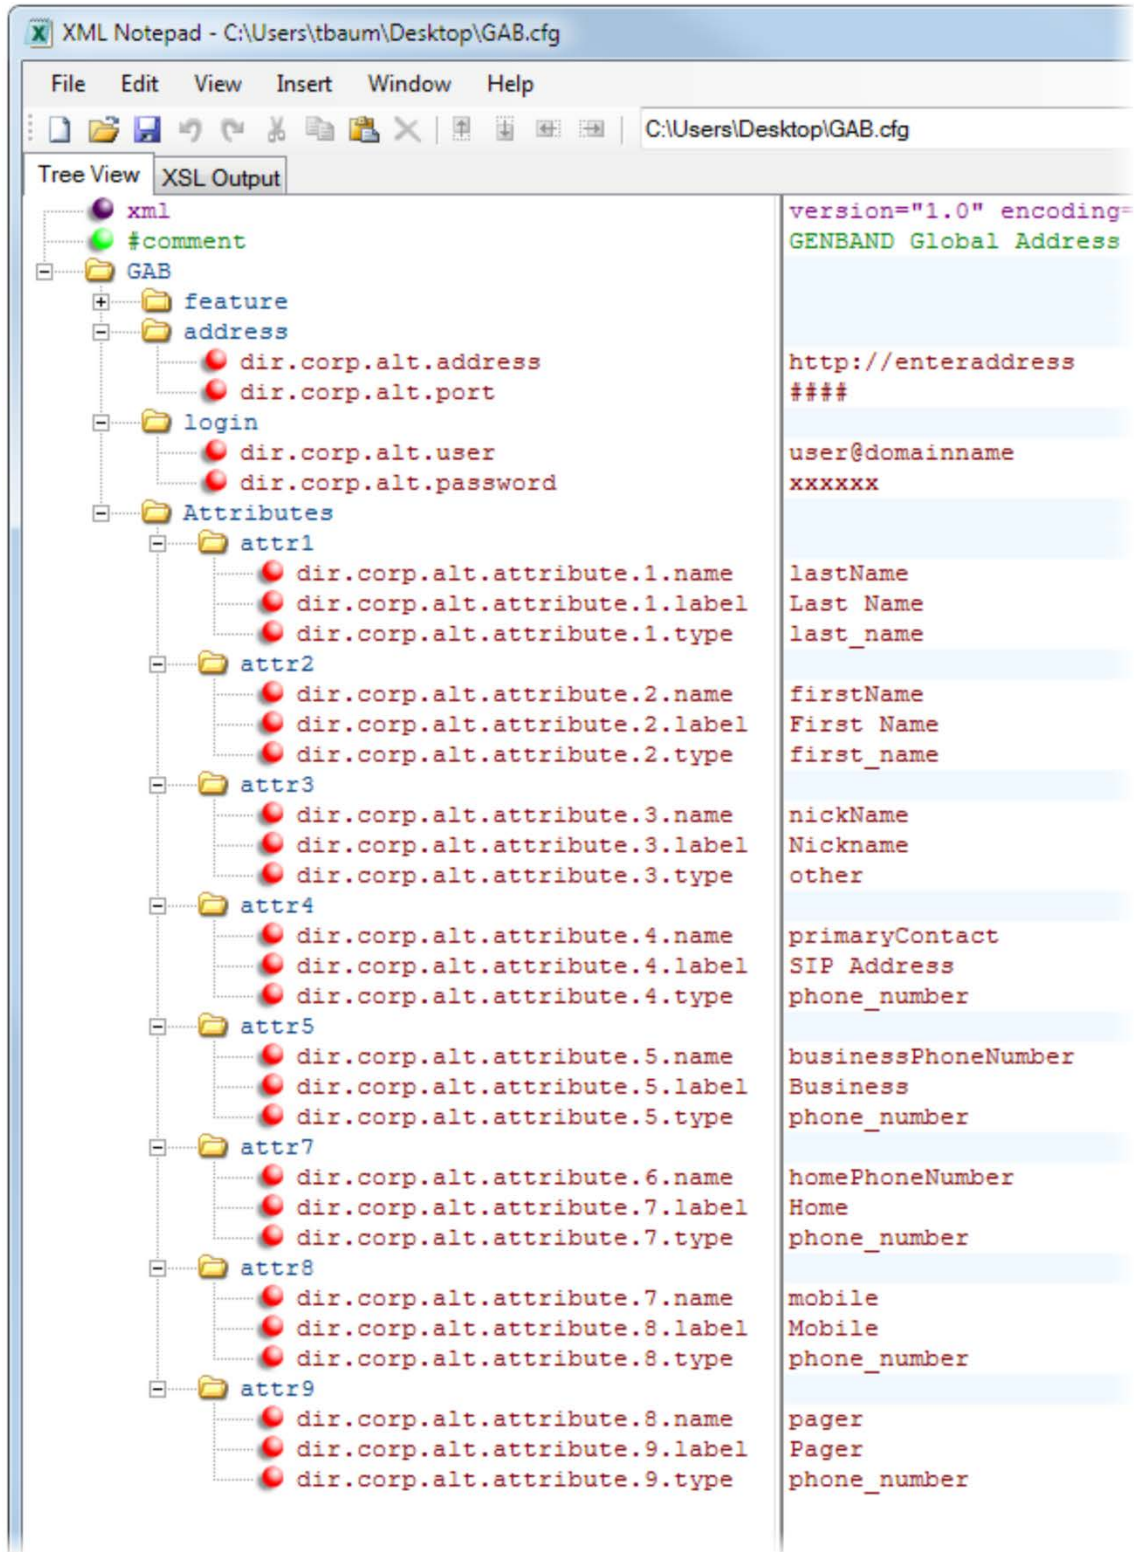 XML Notepad - C:\Users\tbaum\Desktop\GAB.cfg
File Edit View Insert Window Help
C:\Users\Desktop\GAB.cfg
Tree View XSL Output
xml version="1.0" encoding=
#comment GENBAND Global Address
GAB
feature
address
dir.corp.alt.address http://enteraddress
dir.corp.alt.port ####
login
dir.corp.alt.user user@domainname
dir.corp.alt.password xxxxxx
Attributes
attr1
dir.corp.alt.attribute.1.name lastName
dir.corp.alt.attribute.1.label Last Name
dir.corp.alt.attribute.1.type last_name
attr2
dir.corp.alt.attribute.2.name firstName
dir.corp.alt.attribute.2.label First Name
dir.corp.alt.attribute.2.type first_name
attr3
dir.corp.alt.attribute.3.name nickName
dir.corp.alt.attribute.3.label Nickname
dir.corp.alt.attribute.3.type other
attr4
dir.corp.alt.attribute.4.name primaryContact
dir.corp.alt.attribute.4.label SIP Address
dir.corp.alt.attribute.4.type phone_number
attr5
dir.corp.alt.attribute.5.name businessPhoneNumber
dir.corp.alt.attribute.5.label Business
dir.corp.alt.attribute.5.type phone_number
attr7
dir.corp.alt.attribute.6.name homePhoneNumber
dir.corp.alt.attribute.7.label Home
dir.corp.alt.attribute.7.type phone_number
attr8
dir.corp.alt.attribute.7.name mobile
dir.corp.alt.attribute.8.label Mobile
dir.corp.alt.attribute.8.type phone_number
attr9
dir.corp.alt.attribute.8.name pager
dir.corp.alt.attribute.9.label Pager
dir.corp.alt.attribute.9.type phone_number